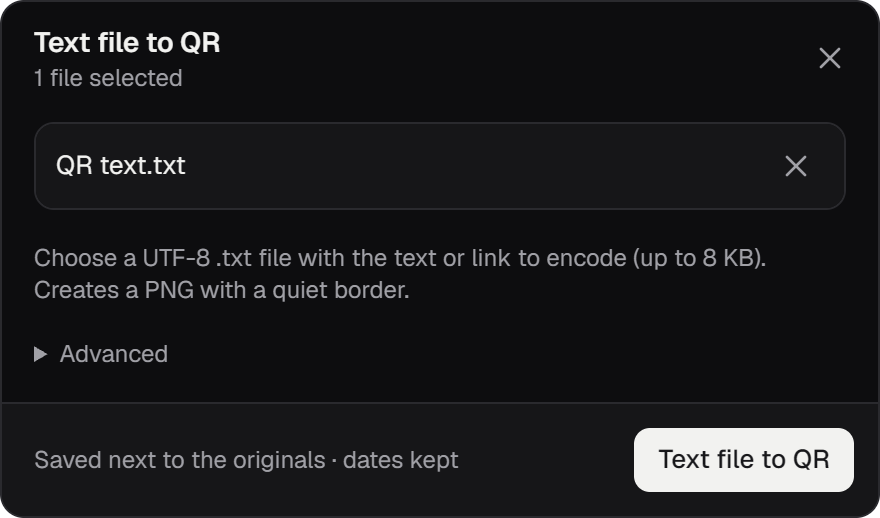 Text file to QR
1 file selected
QR text.txt
Choose a UTF-8 .txt file with the text or link to encode (up to 8 KB).
Creates a PNG with a quiet border.
Advanced
Saved next to the originals · dates kept
Text file to QR